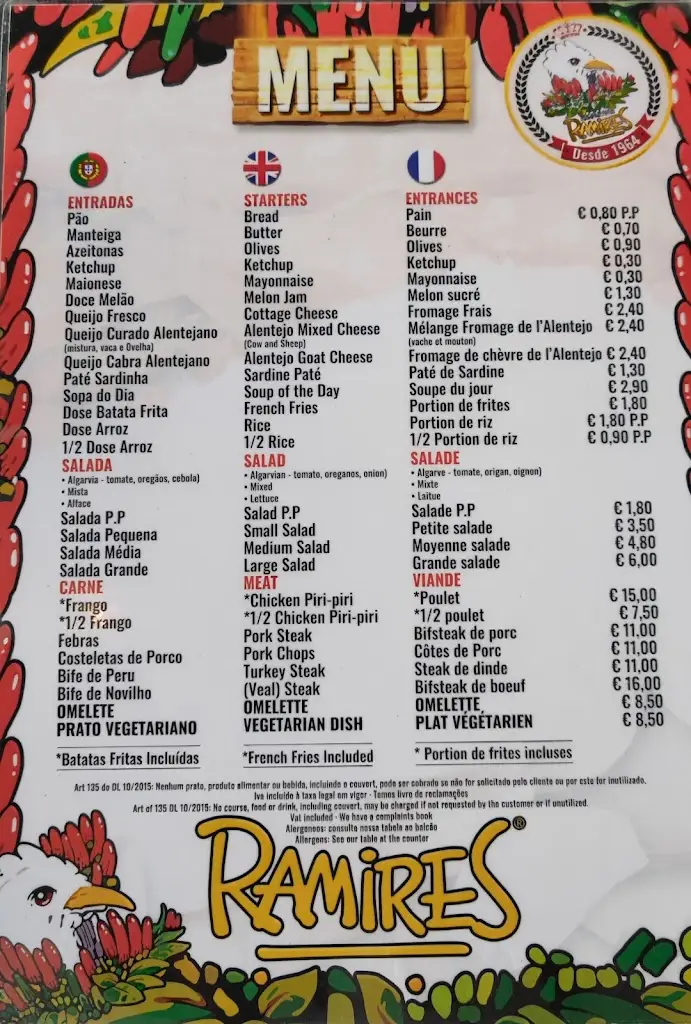 MENU
1964
RAMIRES
Desde 1964
ENTRADAS STARTERS ENTRANCES
Pão Bread Pain € 0,80 P.P
Manteiga Butter Beurre € 0,70
Azeitonas Olives Olives € 0,90
Ketchup Ketchup Ketchup € 0,30
Maionese Mayonnaise Mayonnaise € 0,30
Doce Melão Melon Jam Melon sucré € 1,30
Queijo Fresco Cottage Cheese Fromage Frais € 2,40
Queijo Curado Alentejano Alentejo Mixed Cheese Mélange Fromage de l'Alentejo € 2,40
(mistura, vaca e Ovelha) (Cow and Sheep) (vache et mouton)
Queijo Cabra Alentejano Alentejo Goat Cheese Fromage de chèvre de l'Alentejo € 2,40
Paté Sardinha Sardine Paté Paté de Sardine € 1,30
Sopa do Dia Soup of the Day Soupe du jour € 2,90
Dose Batata Frita French Fries Portion de frites € 1,80
Dose Arroz Rice Portion de riz € 1,80 P.P
1/2 Dose Arroz 1/2 Rice 1/2 Portion de riz € 0,90 P.P
SALADA SALAD SALADE
• Algarvia - tomate, oregãos, cebola) • Algarvian - tomato, oreganos, onion) • Algarve - tomate, origan, oignon)
• Mista • Mixed • Mixte
• Alface • Lettuce • Laitue
Salada P.P Salad P.P Salade P.P € 1,80
Salada Pequena Small Salad Petite salade € 3,50
Salada Média Medium Salad Moyenne salade € 4,80
Salada Grande Large Salad Grande salade € 6,00
CARNE MEAT VIANDE
*Frango *Chicken Piri-piri *Poulet € 15,00
*1/2 Frango *1/2 Chicken Piri-piri *1/2 poulet € 7,50
Febras Pork Steak Bifsteak de porc € 11,00
Costeletas de Porco Pork Chops Côtes de Porc € 11,00
Bife de Peru Turkey Steak Steak de dinde € 11,00
Bife de Novilho (Veal) Steak Bifsteak de boeuf € 16,00
OMELETE OMELETTE OMELETTE € 8,50
PRATO VEGETARIANO VEGETARIAN DISH PLAT VÉGÉTARIEN € 8,50
*Batatas Fritas Incluídas *French Fries Included * Portion de frites incluses
Art 135 do DL 10/2015: Nenhum prato, produto alimentar ou bebida, incluindo o couvert, pode ser cobrado se não for solicitado pelo cliente ou por este for inutilizado.
Iva incluído à taxa legal em vigor - Temos livro de reclamações
Art of 135 DL 10/2015: No course, food or drink, including couvert, may be charged if not requested by the customer or if unutilized.
Vat included - We have a complaints book
Alergeneos: consulte nossa tabela ao balcão
Allergens: See our table at the counter
RAMIRES®